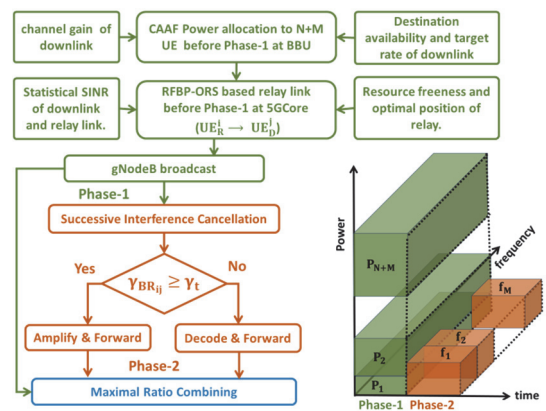 channel gain of
downlink
CAAF Power allocation to N+M
UE before Phase-1 at BBU
Destination
availability and target
rate of downlink
Statistical SINR
of downlink
and relay link.
RFBP-ORS based relay link
before Phase-1 at 5GCore
(UE_R^i → UE_D^j)
Resource freeness and
optimal position of
relay.
gNodeB broadcast
Phase-1
Successive Interference Cancellation
Yes
γ_BR_ij ≥ γ_t
No
Amplify & Forward
Decode & Forward
Phase-2
Maximal Ratio Combining
Power
frequency
P_N+M
f_M
P_2
f_2
f_1
P_1
Phase-1 Phase-2
time